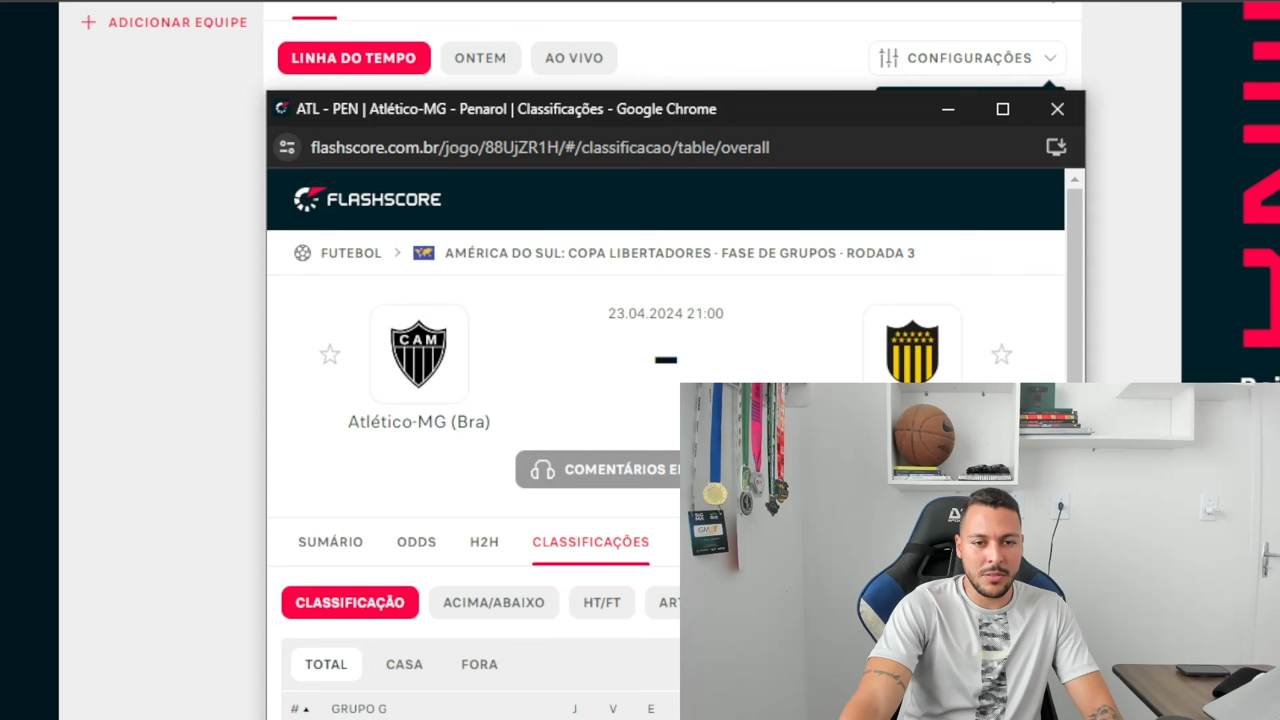 ADICIONAR EQUIPE
LINHA DO TEMPO
ONTEM
AO VIVO
CONFIGURAÇÕES
ATL - PEN | Atlético-MG - Penarol | Classificações - Google Chrome
flashscore.com.br/jogo/88UjZR1H/#/classificacao/table/overall
FLASHSCORE
FUTEBOL > AMÉRICA DO SUL: COPA LIBERTADORES - FASE DE GRUPOS - RODADA 3
23.04.2024 21:00
CAM
-
Atlético-MG (Bra)
COMENTÁRIOS
SUMÁRIO
ODDS
H2H
CLASSIFICAÇÕES
CLASSIFICAÇÃO
ACIMA/ABAIXO
HT/FT
TOTAL
CASA
FORA
# GRUPO G J V E